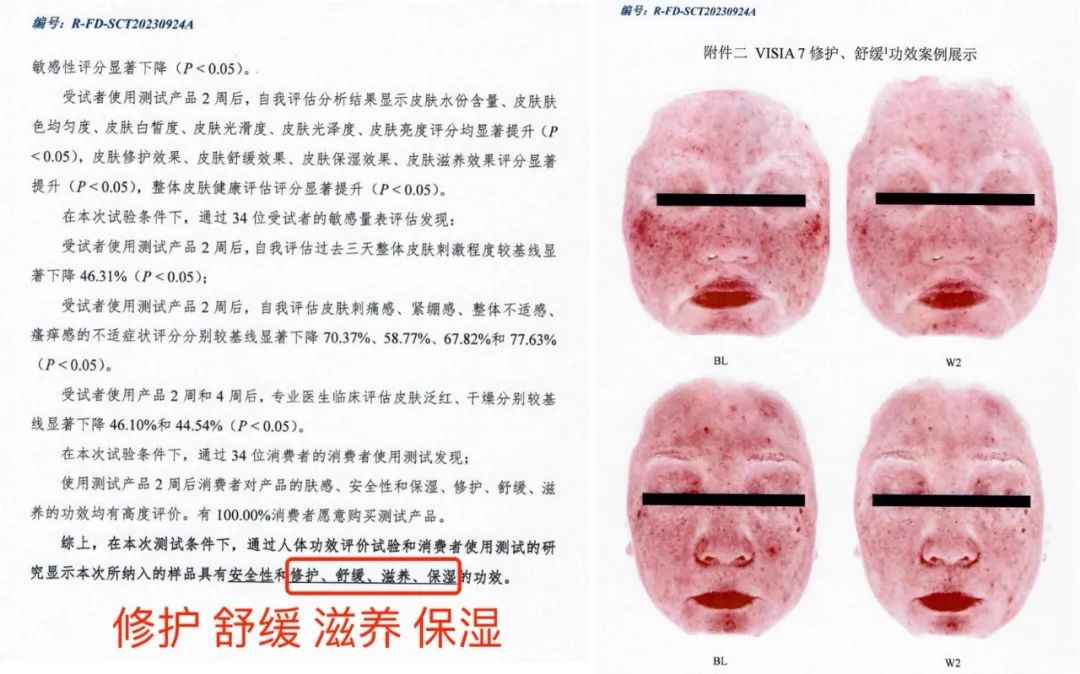 编号：R-FD-SCT20230924A
敏感性评分显著下降（P＜0.05）。
受试者使用测试产品 2 周后，自我评估分析结果显示皮肤水份含量、皮肤肤
色均匀度、皮肤白皙度、皮肤光滑度、皮肤光泽度、皮肤亮度评分均显著提升（P
＜0.05），皮肤修护效果、皮肤舒缓效果、皮肤保湿效果、皮肤滋养效果评分显著
提升（P＜0.05），整体皮肤健康评估评分显著提升（P＜0.05）。
在本次试验条件下，通过 34 位受试者的敏感量表评估发现：
受试者使用测试产品 2 周后，自我评估过去三天整体皮肤刺激程度较基线显
著下降 46.31%（P＜0.05）；
受试者使用测试产品 2 周后，自我评估皮肤刺痛感、紧绷感、整体不适感、
瘙痒感的不适症状评分分别较基线显著下降 70.37%、58.77%、67.82%和 77.63%
（P＜0.05）。
受试者使用产品 2 周和 4 周后，专业医生临床评估皮肤泛红、干燥分别较基
线显著下降 46.10%和 44.54%（P＜0.05）。
在本次试验条件下，通过 34 位消费者的消费者使用测试发现；
使用测试产品 2 周后消费者对产品的肤感、安全性和保湿、修护、舒缓、滋
养的功效均有高度评价。有 100.00%消费者愿意购买测试产品。
综上，在本次测试条件下，通过人体功效评价试验和消费者使用测试的研
究显示本次所纳入的样品具有安全性和修护、舒缓、滋养、保湿的功效。
修护 舒缓 滋养 保湿
编号：R-FD-SCT20230924A
附件二 VISIA 7 修护、舒缓¹功效案例展示
BL
W2
BL
W2